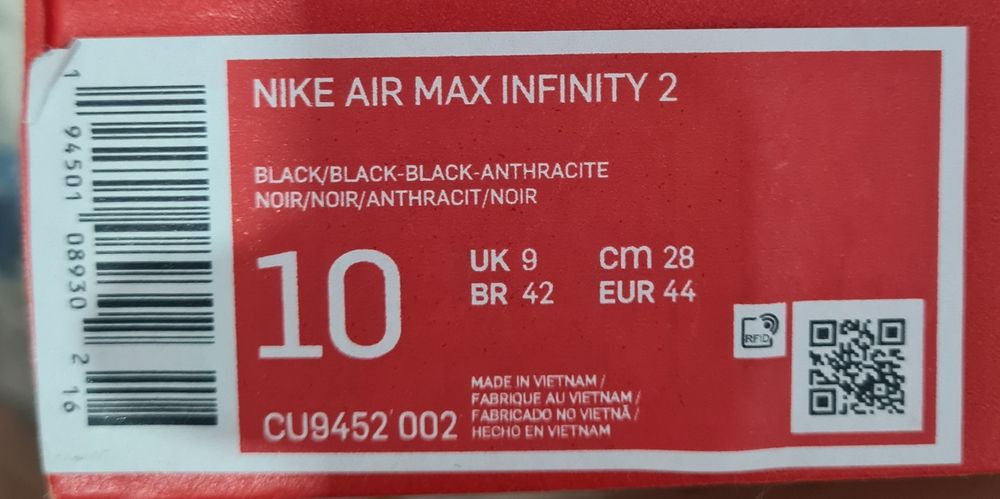 NIKE AIR MAX INFINITY 2
BLACK/BLACK-BLACK-ANTHRACITE
NOIR/NOIR/ANTHRACIT/NOIR
10
UK 9
cm 28
BR 42
EUR 44
RFID
MADE IN VIETNAM /
FABRIQUE AU VIETNAM /
FABRICADO NO VIETNÃ /
HECHO EN VIETNAM
CU9452 002
1 94501 08930 2 16